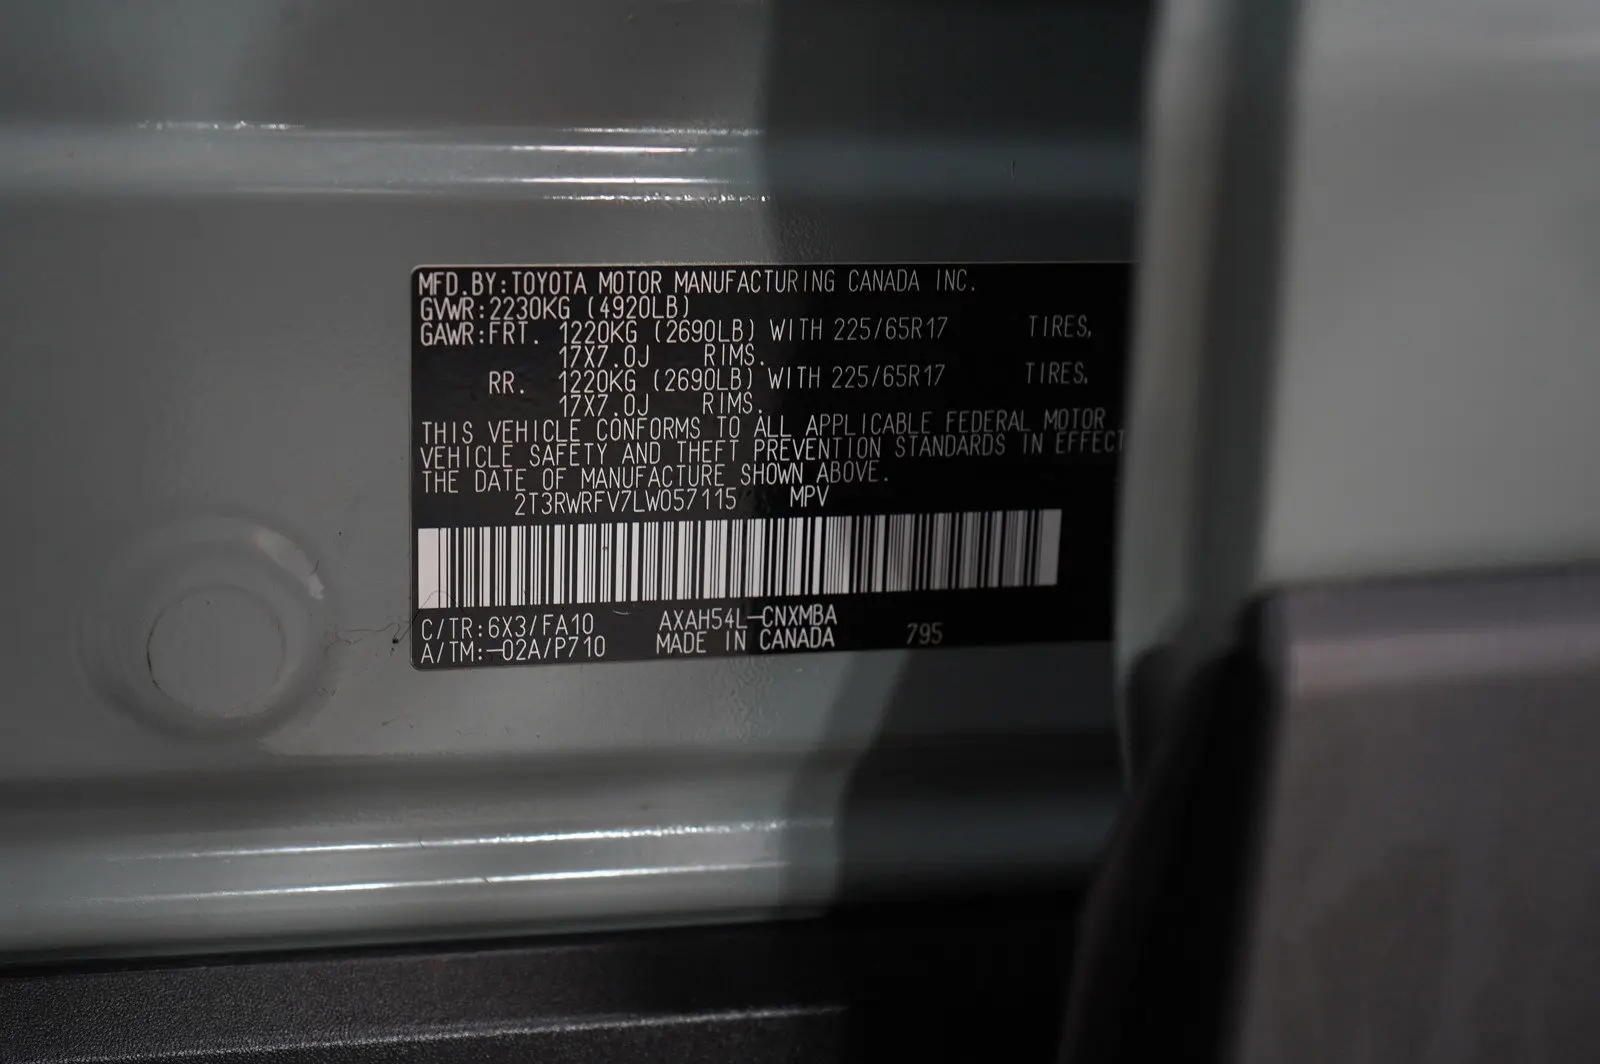 MFD.BY:TOYOTA MOTOR MANUFACTURING CANADA INC.
GVWR:2230KG (4920LB)
GAWR:FRT. 1220KG (2690LB) WITH 225/65R17 TIRES,
17X7.0J RIMS.
RR. 1220KG (2690LB) WITH 225/65R17 TIRES,
17X7.0J RIMS.
THIS VEHICLE CONFORMS TO ALL APPLICABLE FEDERAL MOTOR
VEHICLE SAFETY AND THEFT PREVENTION STANDARDS IN EFFECT
THE DATE OF MANUFACTURE SHOWN ABOVE.
2T3RWRFV7LW057115 MPV
C/TR:6X3/FA10 AXAH54L-CNXMBA
A/TM:-02A/P710 MADE IN CANADA 795